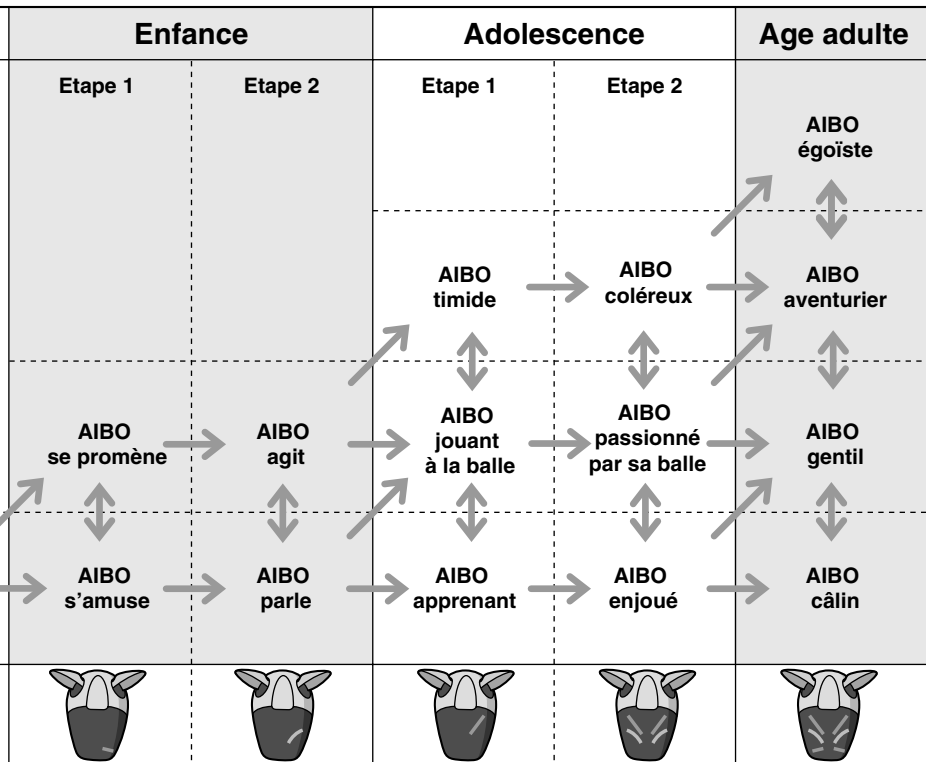 Enfance
Adolescence
Age adulte
Etape 1
Etape 2
Etape 1
Etape 2
AIBO
égoïste
AIBO
timide
AIBO
coléreux
AIBO
aventurier
AIBO
se promène
AIBO
agit
AIBO
jouant
à la balle
AIBO
passionné
par sa balle
AIBO
gentil
AIBO
s'amuse
AIBO
parle
AIBO
apprenant
AIBO
enjoué
AIBO
câlin